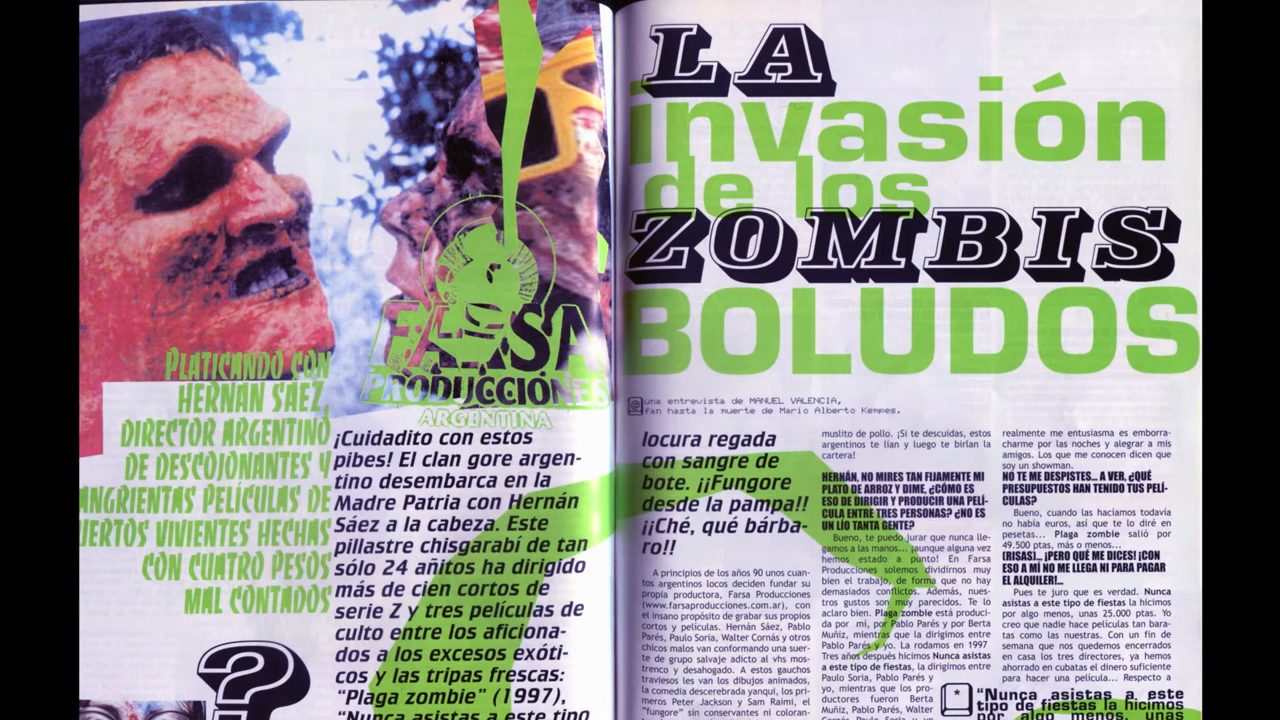 FARSA
PRODUCCIONES
ARGENTINA
PLATICANDO CON
HERNÁN SÁEZ,
DIRECTOR ARGENTINO
DE DESCOJONANTES Y
ANGRIENTAS PELÍCULAS DE
UERTOS VIVIENTES HECHAS
CON CUATRO PESOS
MAL CONTADOS
?
¡Cuidadito con estos
pibes! El clan gore argen-
tino desembarca en la
Madre Patria con Hernán
Sáez a la cabeza. Este
pillastre chisgarabí de tan
sólo 24 añitos ha dirigido
más de cien cortos de
serie Z y tres películas de
culto entre los aficiona-
dos a los excesos exóti-
cos y las tripas frescas:
“Plaga zombie” (1997),
“Nunca asistas a este tipo
LA
invasión
de los
ZOMBIS
BOLUDOS
@ una entrevista de MANUEL VALENCIA,
fan hasta la muerte de Mario Alberto Kempes.
locura regada
con sangre de
bote. ¡¡Fungore
desde la pampa!!
¡¡Ché, qué bárba-
ro!!
A principios de los años 90 unos cuan-
tos argentinos locos deciden fundar su
propia productora, Farsa Producciones
(www.farsaproducciones.com.ar), con
el insano propósito de grabar sus propios
cortos y películas. Hernán Sáez, Pablo
Parés, Paulo Soria, Walter Cornás y otros
chicos malos van conformando una suer-
te de grupo salvaje adicto al vhs mos-
trenco y desahogado. A estos gauchos
traviesos les van los dibujos animados,
la comedia descerebrada yanqui, los pri-
meros Peter Jackson y Sam Raimi, el
"fungore" sin conservantes ni coloran-
muslito de pollo. ¡Si te descuidas, estos
argentinos te lían y luego te birlan la
cartera!
HERNÁN, NO MIRES TAN FIJAMENTE MI
PLATO DE ARROZ Y DIME, ¿CÓMO ES
ESO DE DIRIGIR Y PRODUCIR UNA PELÍ-
CULA ENTRE TRES PERSONAS? ¿NO ES
UN LÍO TANTA GENTE?
Bueno, te puedo jurar que nunca lle-
gamos a las manos... ¡aunque alguna vez
hemos estado a punto! En Farsa
Producciones solemos dividirnos muy
bien el trabajo, de forma que no hay
demasiados conflictos. Además, nues-
tros gustos son muy parecidos. Te lo
aclaro bien. Plaga zombie está produci-
da por mí, por Pablo Parés y por Berta
Muñiz, mientras que la dirigimos entre
Pablo Parés y yo. La rodamos en 1997
Tres años después hicimos Nunca asistas
a este tipo de fiestas, la dirigimos entre
Paulo Soria, Pablo Parés y
yo, mientras que los pro-
ductores fueron Berta
Muñiz, Pablo Parés, Walter
Cornás, Paulo Soria y yo
realmente me entusiasma es emborra-
charme por las noches y alegrar a mis
amigos. Los que me conocen dicen que
soy un showman.
NO TE ME DESPISTES... A VER, ¿QUÉ
PRESUPUESTOS HAN TENIDO TUS PELÍ-
CULAS?
Bueno, cuando las hacíamos todavía
no había euros, así que te lo diré en
pesetas... Plaga zombie salió por
49.500 ptas, más o menos...
(RISAS)... ¡PERO QUÉ ME DICES! ¡CON
ESO A MÍ NO ME LLEGA NI PARA PAGAR
EL ALQUILER!...
Pues te juro que es verdad. Nunca
asistas a este tipo de fiestas la hicimos
por algo menos, unas 25.000 ptas. Yo
creo que nadie hace películas tan bara-
tas como las nuestras. Con un fin de
semana que nos quedemos encerrados
en casa los tres directores, ya hemos
ahorrado en cubatas el dinero suficiente
para hacer una película... Respecto a
* “Nunca asistas a este
tipo de fiestas la hicimos
por algo menos, unas